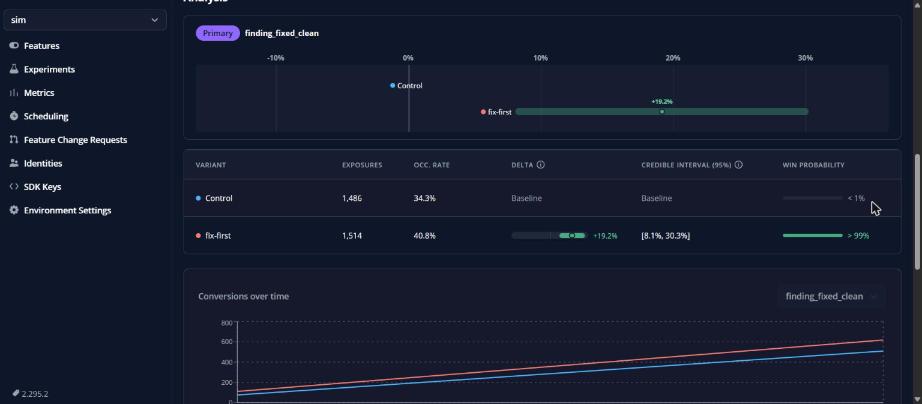 sim
Features
Experiments
Metrics
Scheduling
Feature Change Requests
Identities
SDK Keys
Environment Settings
2.295.2
Primary finding_fixed_clean
-10% 0% 10% 20% 30%
Control
+19.2%
fix-first
VARIANT EXPOSURES OCC. RATE DELTA CREDIBLE INTERVAL (95%) WIN PROBABILITY
Control 1,486 34.3% Baseline Baseline < 1%
fix-first 1,514 40.8% +19.2% [8.1%, 30.3%] > 99%
Conversions over time finding_fixed_clean
800
600
400
200
0